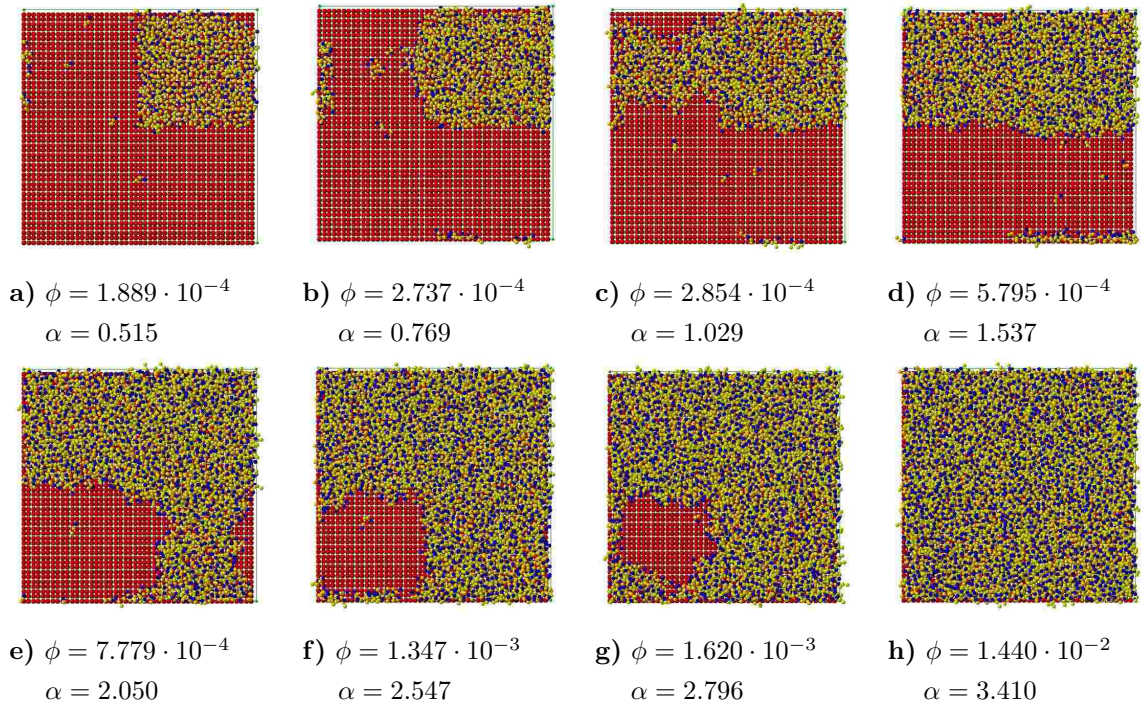 a) ϕ = 1.889 · 10⁻⁴
α = 0.515
b) ϕ = 2.737 · 10⁻⁴
α = 0.769
c) ϕ = 2.854 · 10⁻⁴
α = 1.029
d) ϕ = 5.795 · 10⁻⁴
α = 1.537
e) ϕ = 7.779 · 10⁻⁴
α = 2.050
f) ϕ = 1.347 · 10⁻³
α = 2.547
g) ϕ = 1.620 · 10⁻³
α = 2.796
h) ϕ = 1.440 · 10⁻²
α = 3.410